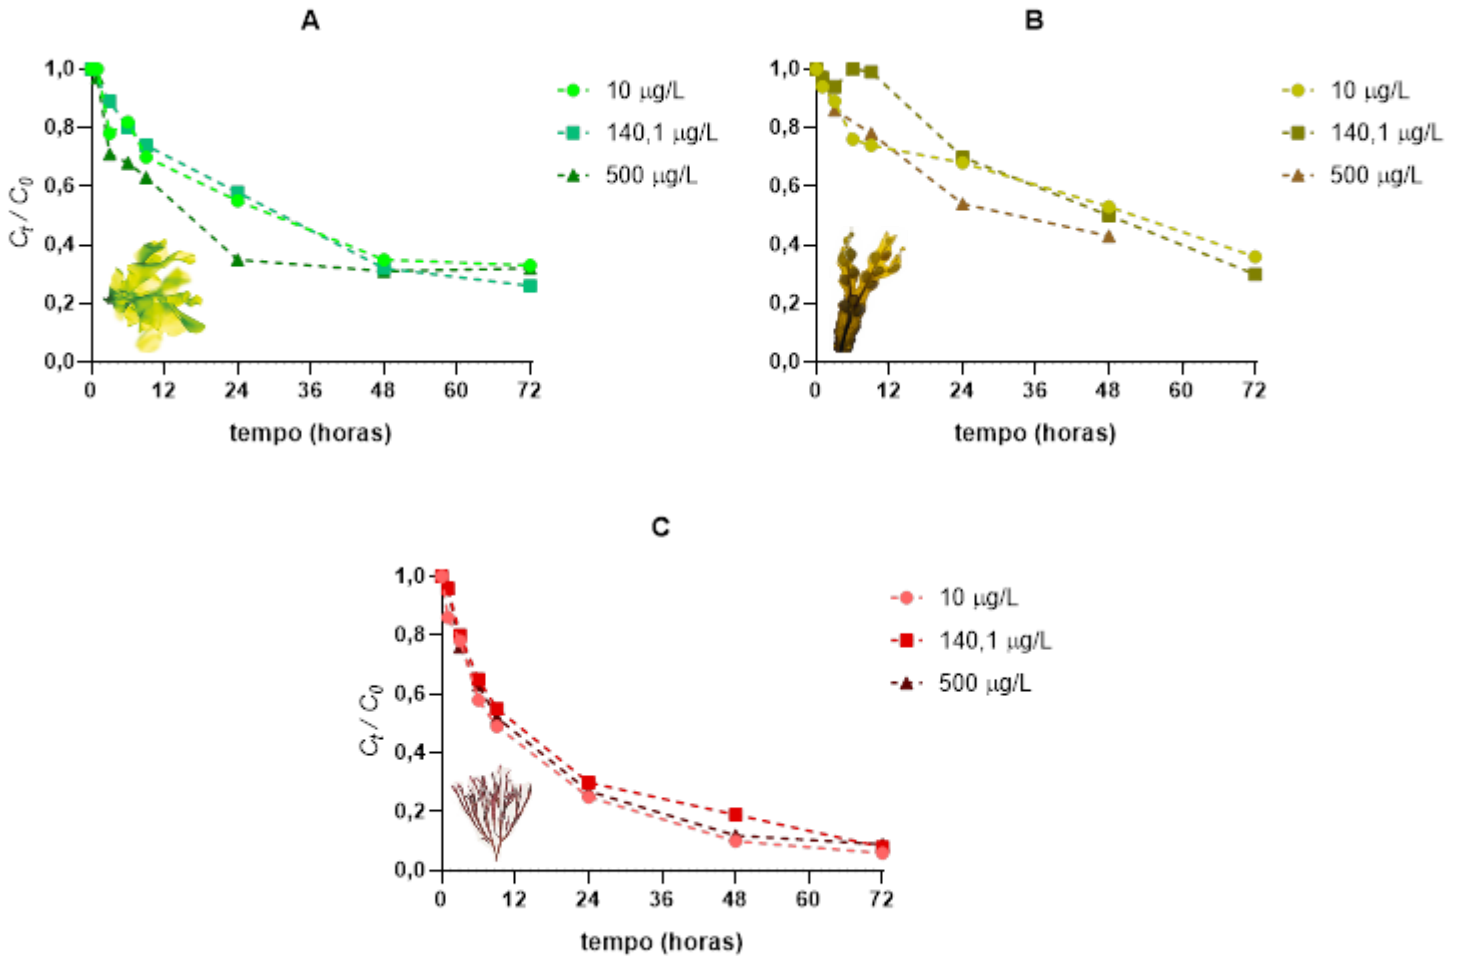 A
1,0
0,8
0,6
0,4
0,2
0,0
Ct / C0
0 12 24 36 48 60 72
tempo (horas)
10 µg/L
140,1 µg/L
500 µg/L
B
1,0
0,8
0,6
0,4
0,2
0,0
0 12 24 36 48 60 72
tempo (horas)
10 µg/L
140,1 µg/L
500 µg/L
C
1,0
0,8
0,6
0,4
0,2
0,0
Ct / C0
0 12 24 36 48 60 72
tempo (horas)
10 µg/L
140,1 µg/L
500 µg/L